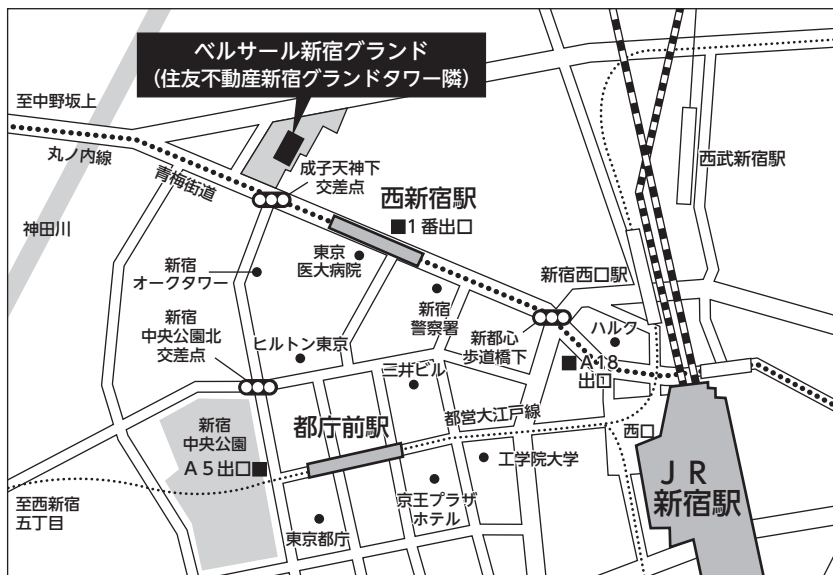 ベルサール新宿グランド
(住友不動産新宿グランドタワー隣)
至中野坂上
丸ノ内線
青梅街道
成子天神下
交差点
西新宿駅
■1番出口
西武新宿駅
神田川
新宿
オークタワー
東京
医大病院
新宿西口駅
新宿
警察署
新都心
歩道橋下
ハルク
新宿
中央公園北
交差点
ヒルトン東京
■A18
出口
三井ビル
新宿
中央公園
都庁前駅
都営大江戸線
西口
A5出口■
工学院大学
JR
新宿駅
至西新宿
五丁目
京王プラザ
ホテル
東京都庁